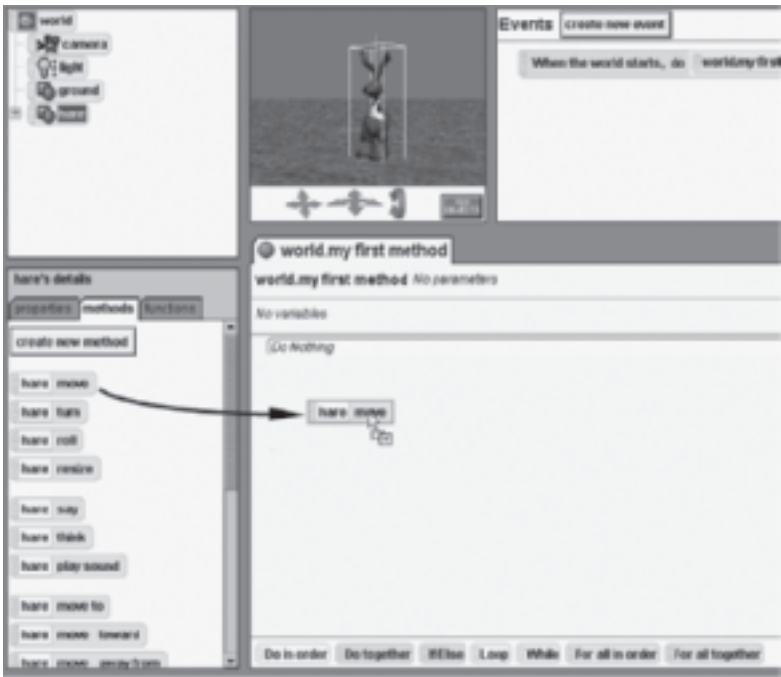 world
camera
light
ground
hare
Events create new event
When the world starts, do world.my first
world.my first method
world.my first method No parameters
No variables
(Do Nothing
hare move
hare's details
properties methods functions
create new method
hare move
hare turn
hare roll
hare resize
hare say
hare think
hare play sound
hare move to
hare move toward
hare move away from
Do in order Do together If/Else Loop While For all in order For all together